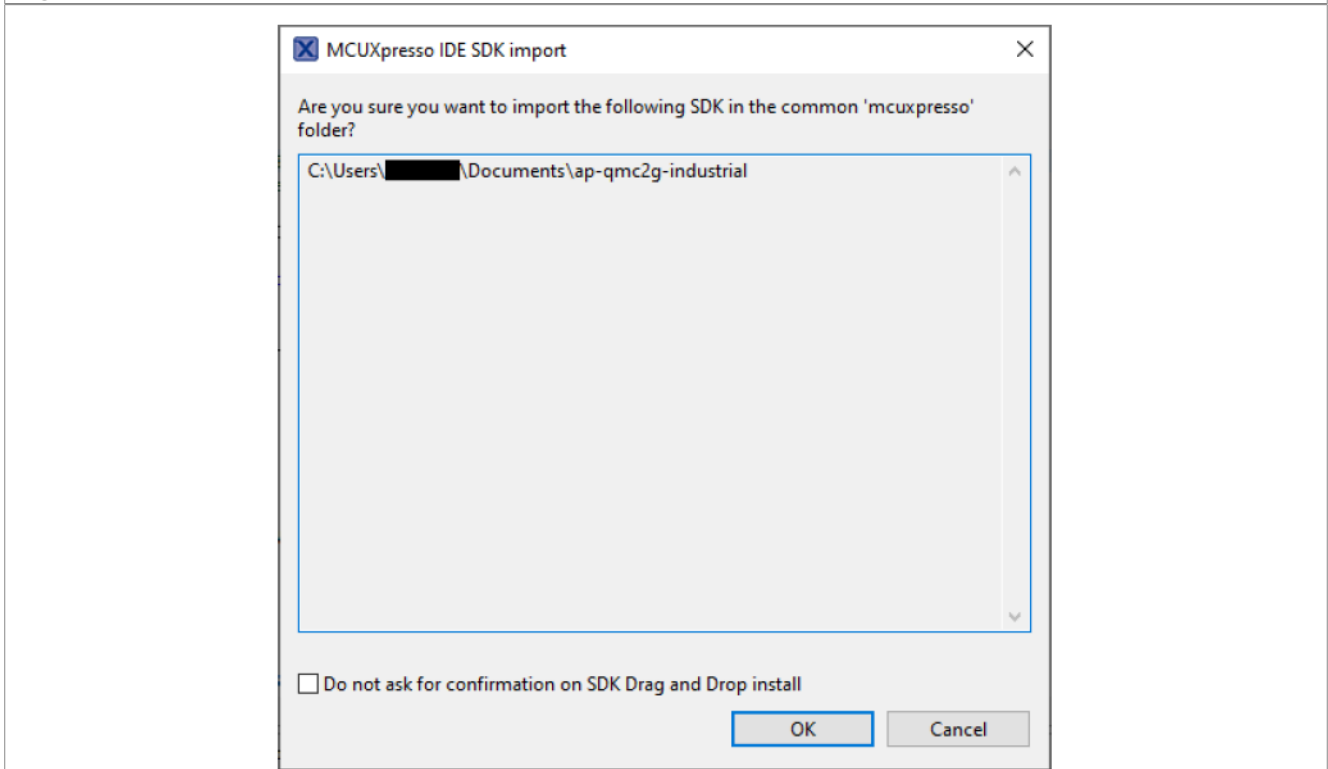 MCUXpresso IDE SDK import
Are you sure you want to import the following SDK in the common 'mcuxpresso'
folder?
C:\Users\ \Documents\ap-qmc2g-industrial
Do not ask for confirmation on SDK Drag and Drop install
OK Cancel